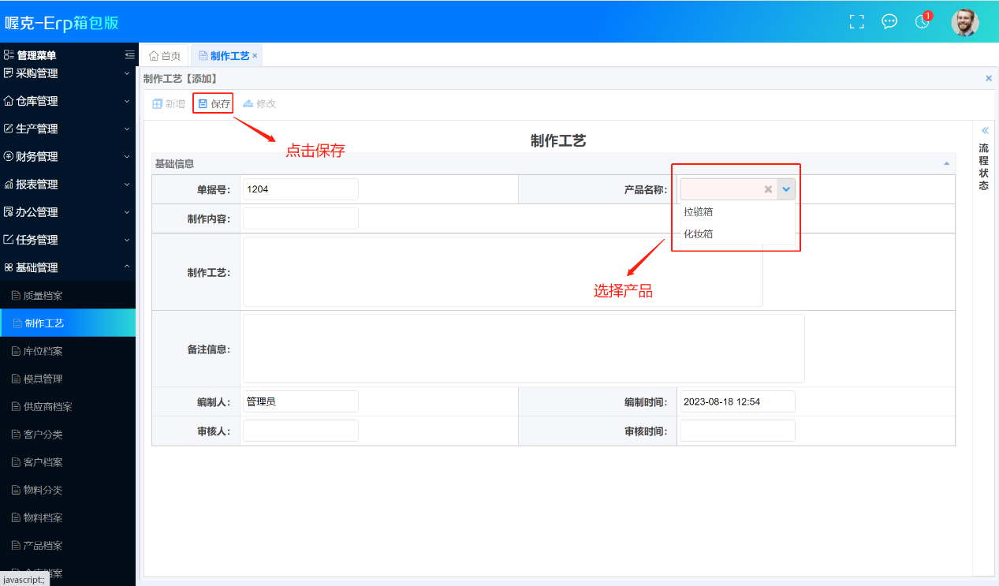 喔克-Erp箱包版
1
管理菜单
首页
制作工艺 ×
采购管理
仓库管理
生产管理
财务管理
报表管理
办公管理
任务管理
基础管理
质量档案
制作工艺
库位档案
模具管理
供应商档案
客户分类
客户档案
物料分类
物料档案
产品档案
javascript:;
制作工艺【添加】
新增 保存 修改
点击保存
制作工艺
基础信息
单据号: 1204 产品名称:
拉链箱
化妆箱
制作内容:
制作工艺:
选择产品
备注信息:
编制人: 管理员 编制时间: 2023-08-18 12:54
审核人: 审核时间:
流程状态